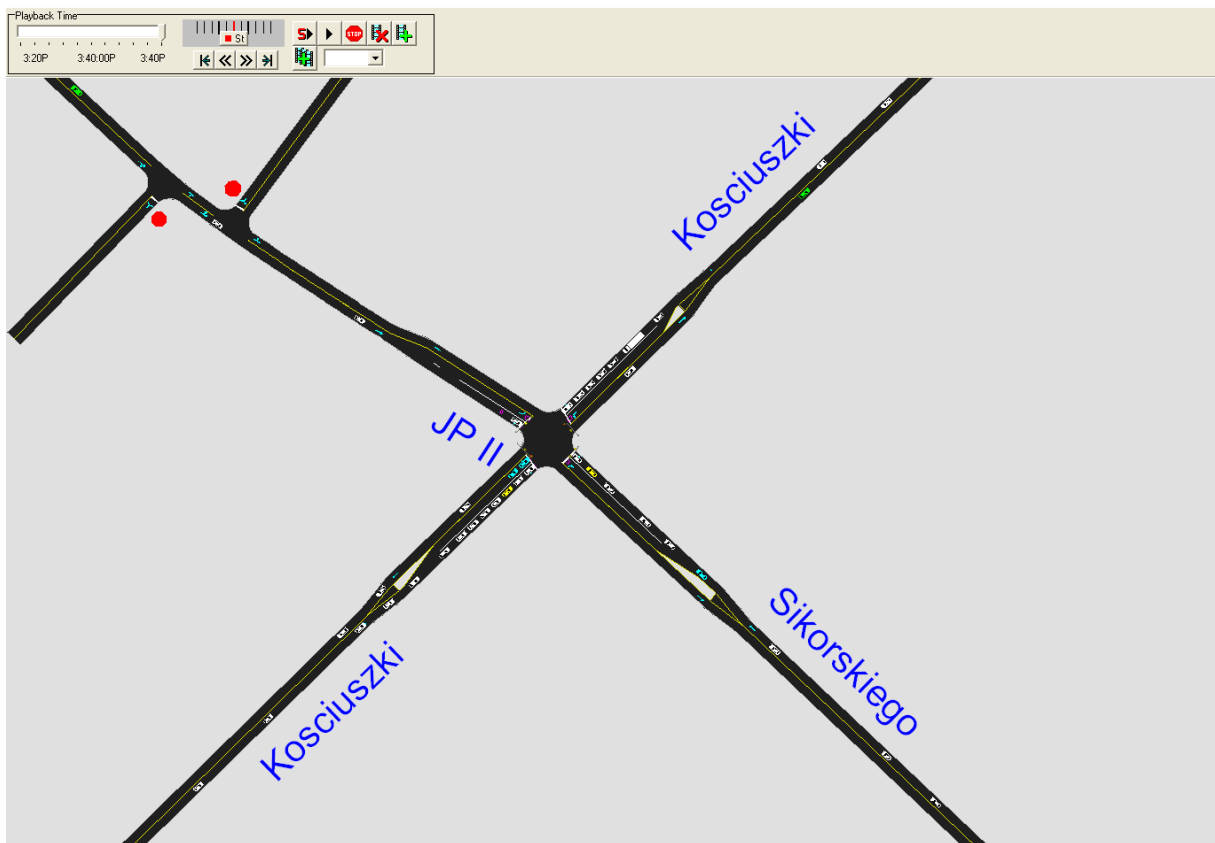 Playback Time
St
S
STOP
3:20P 3:40:00P 3:40P
Kosciuszki
JP II
Sikorskiego
Kosciuszki